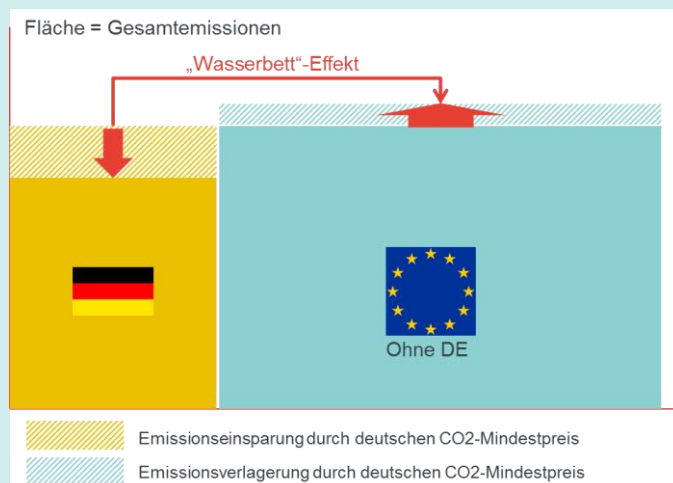 Fläche = Gesamtemissionen
„Wasserbett“-Effekt
Ohne DE
Emissionseinsparung durch deutschen CO2-Mindestpreis
Emissionsverlagerung durch deutschen CO2-Mindestpreis